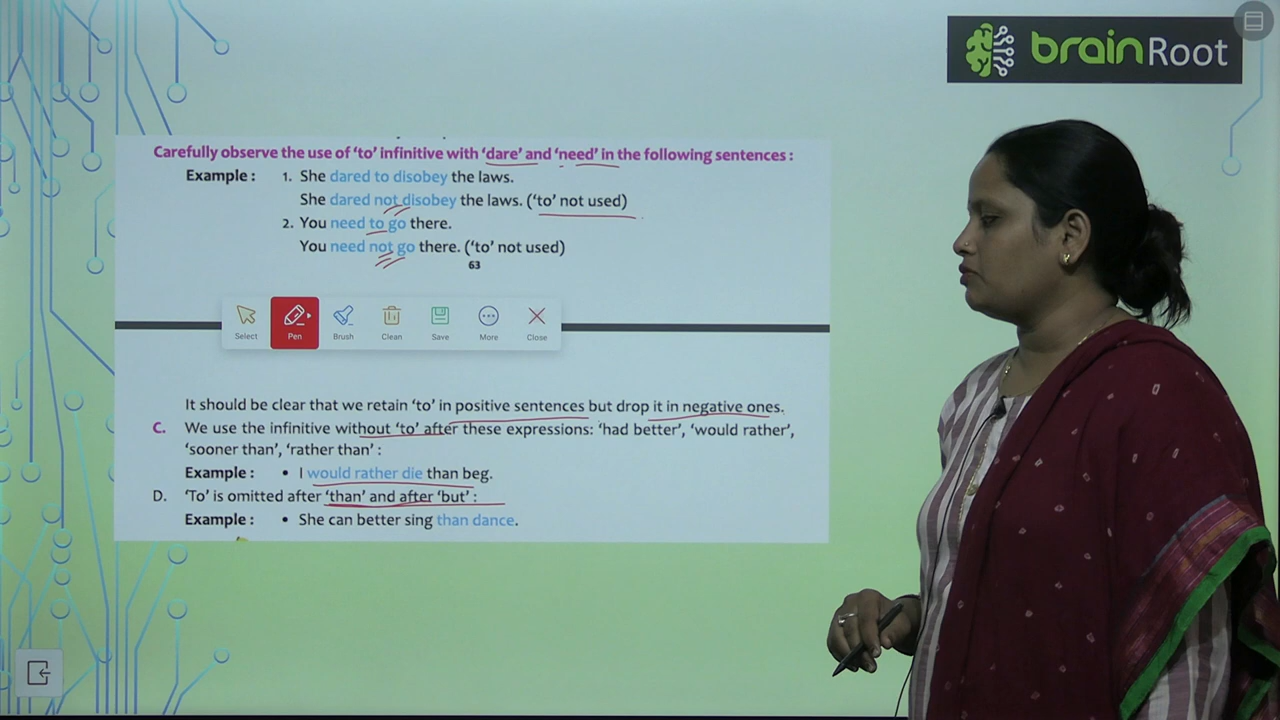 brainRoot
Carefully observe the use of 'to' infinitive with 'dare' and 'need' in the following sentences :
Example : 1. She dared to disobey the laws.
She dared not disobey the laws. ('to' not used)
2. You need to go there.
You need not go there. ('to' not used)
63
Select Pen Brush Clean Save More Close
It should be clear that we retain 'to' in positive sentences but drop it in negative ones.
C. We use the infinitive without 'to' after these expressions: 'had better', 'would rather',
'sooner than', 'rather than' :
Example : • I would rather die than beg.
D. 'To' is omitted after 'than' and after 'but' :
Example : • She can better sing than dance.